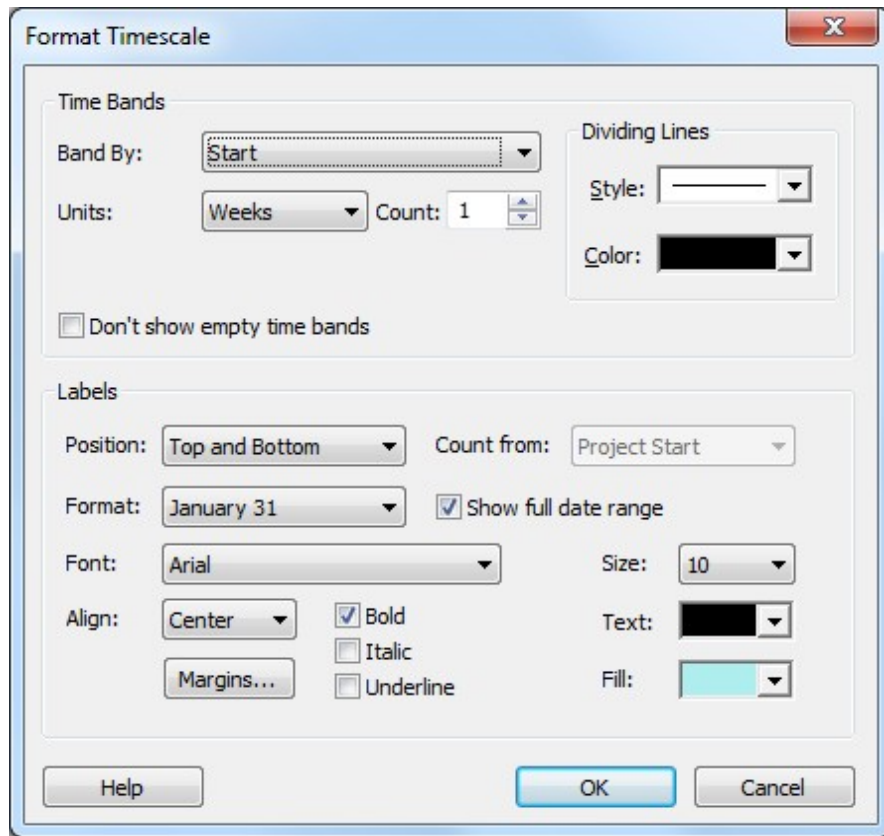 Format Timescale
Time Bands
Band By: Start
Units: Weeks Count: 1
Dividing Lines
Style:
Color:
Don't show empty time bands
Labels
Position: Top and Bottom Count from: Project Start
Format: January 31 Show full date range
Font: Arial Size: 10
Align: Center Bold Text:
Italic
Margins... Underline Fill:
Help OK Cancel